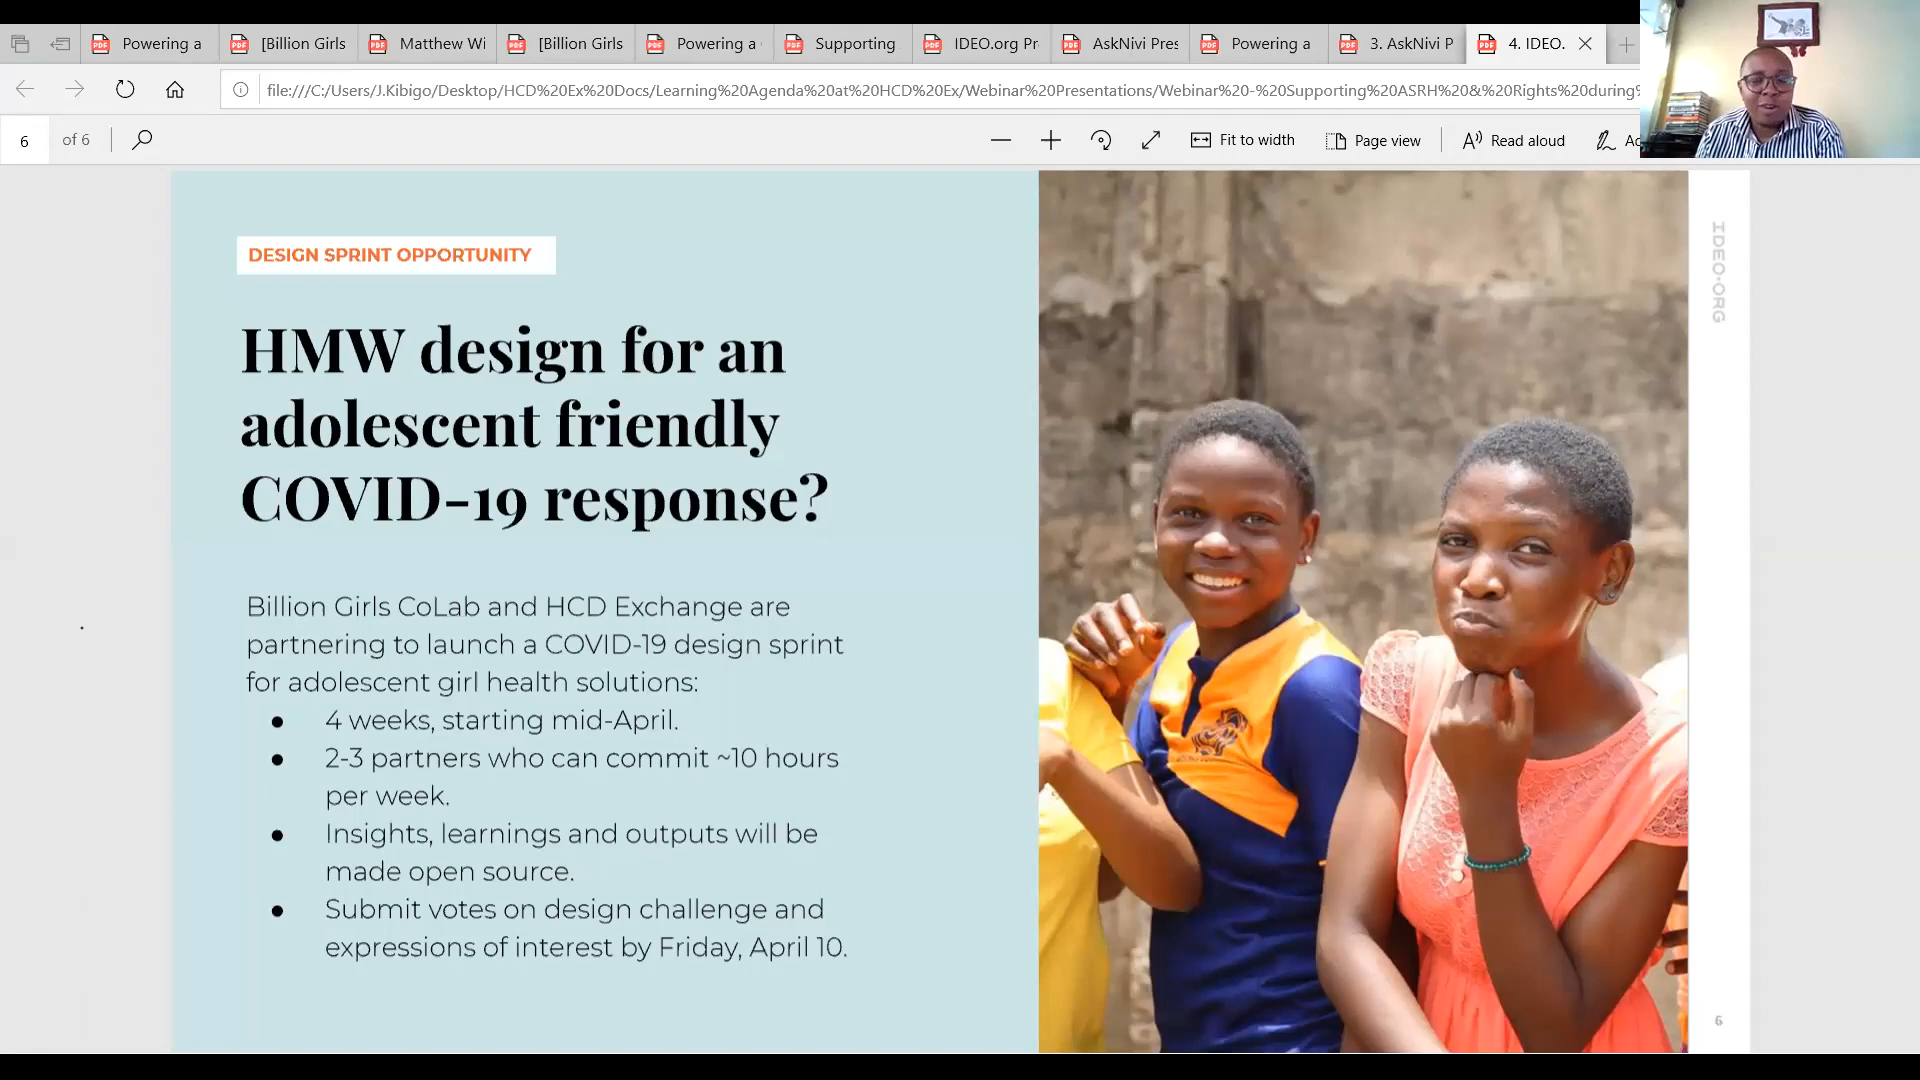 Powering a
[Billion Girls
Matthew Wi
[Billion Girls
Powering a
Supporting
IDEO.org Pr
AskNivi Pres
Powering a
3. AskNivi P
4. IDEO.
file:///C:/Users/J.Kibigo/Desktop/HCD%20Ex%20Docs/Learning%20Agenda%20at%20HCD%20Ex/Webinar%20Presentations/Webinar%20-%20Supporting%20ASRH%20&%20Rights%20during%
6 of 6
Fit to width
Page view
Read aloud
DESIGN SPRINT OPPORTUNITY
HMW design for an
adolescent friendly
COVID-19 response?
Billion Girls CoLab and HCD Exchange are
partnering to launch a COVID-19 design sprint
for adolescent girl health solutions:
● 4 weeks, starting mid-April.
● 2-3 partners who can commit ~10 hours
per week.
● Insights, learnings and outputs will be
made open source.
● Submit votes on design challenge and
expressions of interest by Friday, April 10.
IDEO.ORG
6